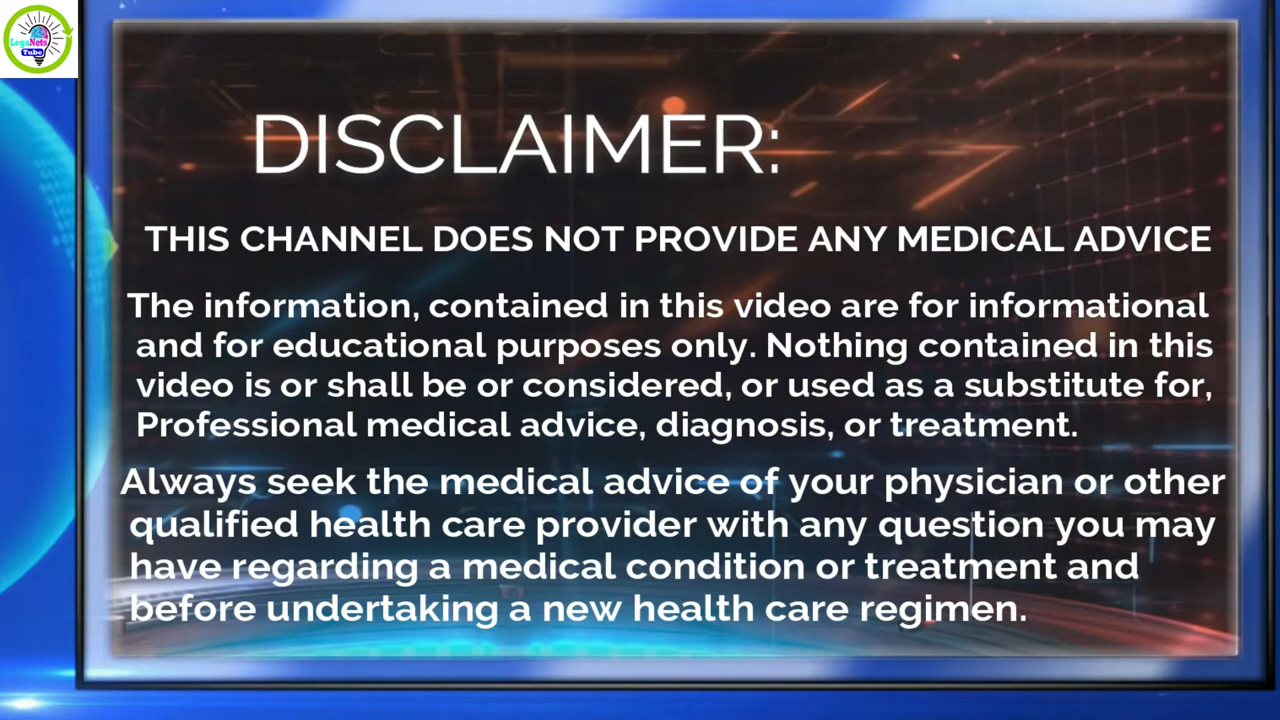 LegaNets
Tube
DISCLAIMER:
THIS CHANNEL DOES NOT PROVIDE ANY MEDICAL ADVICE
The information, contained in this video are for informational
and for educational purposes only. Nothing contained in this
video is or shall be or considered, or used as a substitute for,
Professional medical advice, diagnosis, or treatment.
Always seek the medical advice of your physician or other
qualified health care provider with any question you may
have regarding a medical condition or treatment and
before undertaking a new health care regimen.